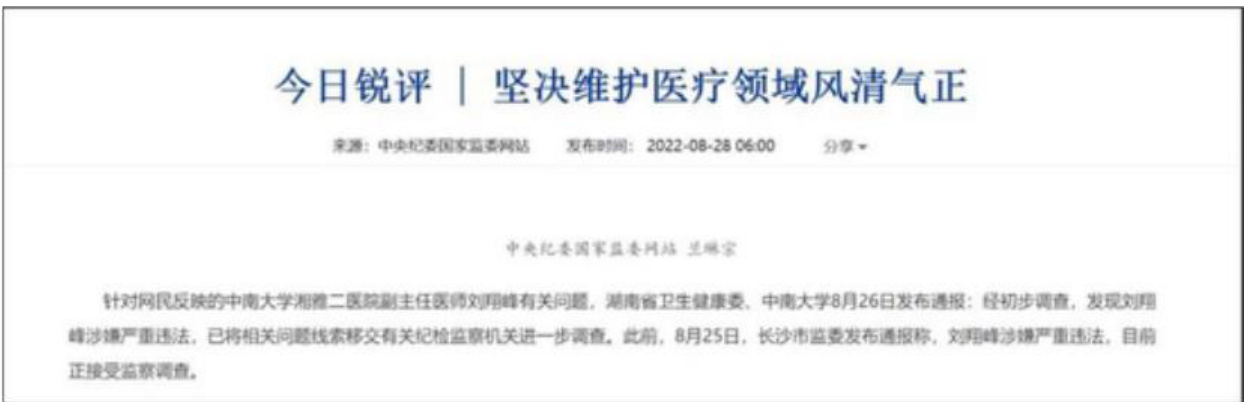 今日锐评 | 坚决维护医疗领域风清气正
来源：中央纪委国家监委网站 发布时间：2022-08-28 06:00 分享
中央纪委国家监委网站 兰琳宗
针对网民反映的中南大学湘雅二医院副主任医师刘翔峰有关问题，湖南省卫生健康委、中南大学8月26日发布通报：经初步调查，发现刘翔
峰涉嫌严重违法，已将相关问题线索移交有关纪检监察机关进一步调查。此前，8月25日，长沙市监委发布通报称，刘翔峰涉嫌严重违法，目前
正接受监察调查。